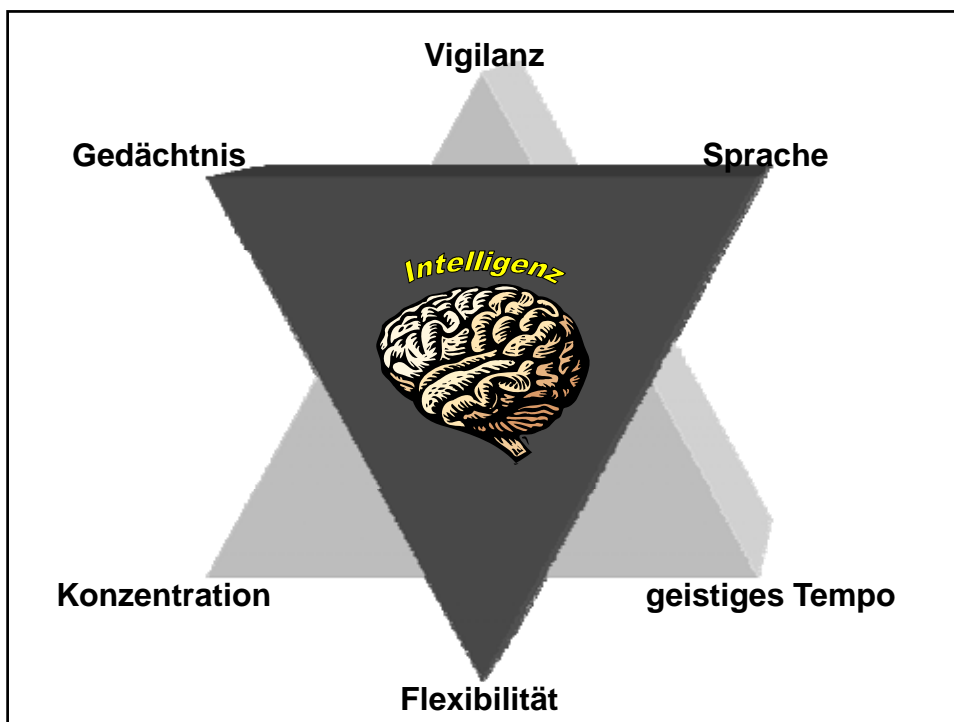 Vigilanz
Gedächtnis
Sprache
Intelligenz
Konzentration
geistiges Tempo
Flexibilität